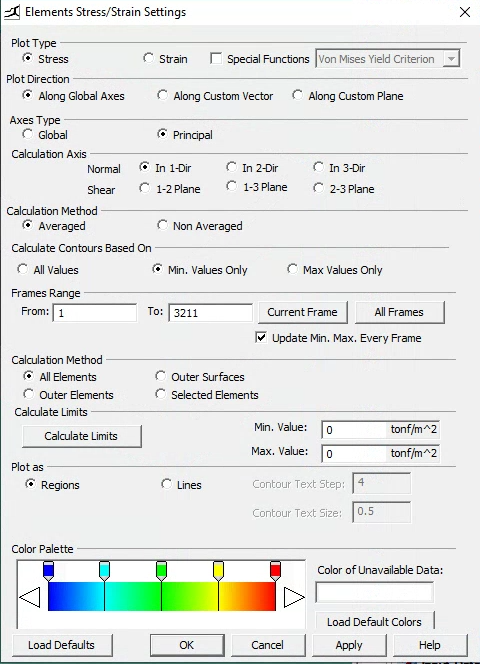 Elements Stress/Strain Settings
Plot Type
Stress Strain Special Functions Von Mises Yield Criterion
Plot Direction
Along Global Axes Along Custom Vector Along Custom Plane
Axes Type
Global Principal
Calculation Axis
Normal In 1-Dir In 2-Dir In 3-Dir
Shear 1-2 Plane 1-3 Plane 2-3 Plane
Calculation Method
Averaged Non Averaged
Calculate Contours Based On
All Values Min. Values Only Max Values Only
Frames Range
From: 1 To: 3211 Current Frame All Frames
Update Min. Max. Every Frame
Calculation Method
All Elements Outer Surfaces
Outer Elements Selected Elements
Calculate Limits
Calculate Limits Min. Value: 0 tonf/m^2
Max. Value: 0 tonf/m^2
Plot as
Regions Lines Contour Text Step: 4
Contour Text Size: 0.5
Color Palette
Color of Unavailable Data:
Load Default Colors
Load Defaults OK Cancel Apply Help